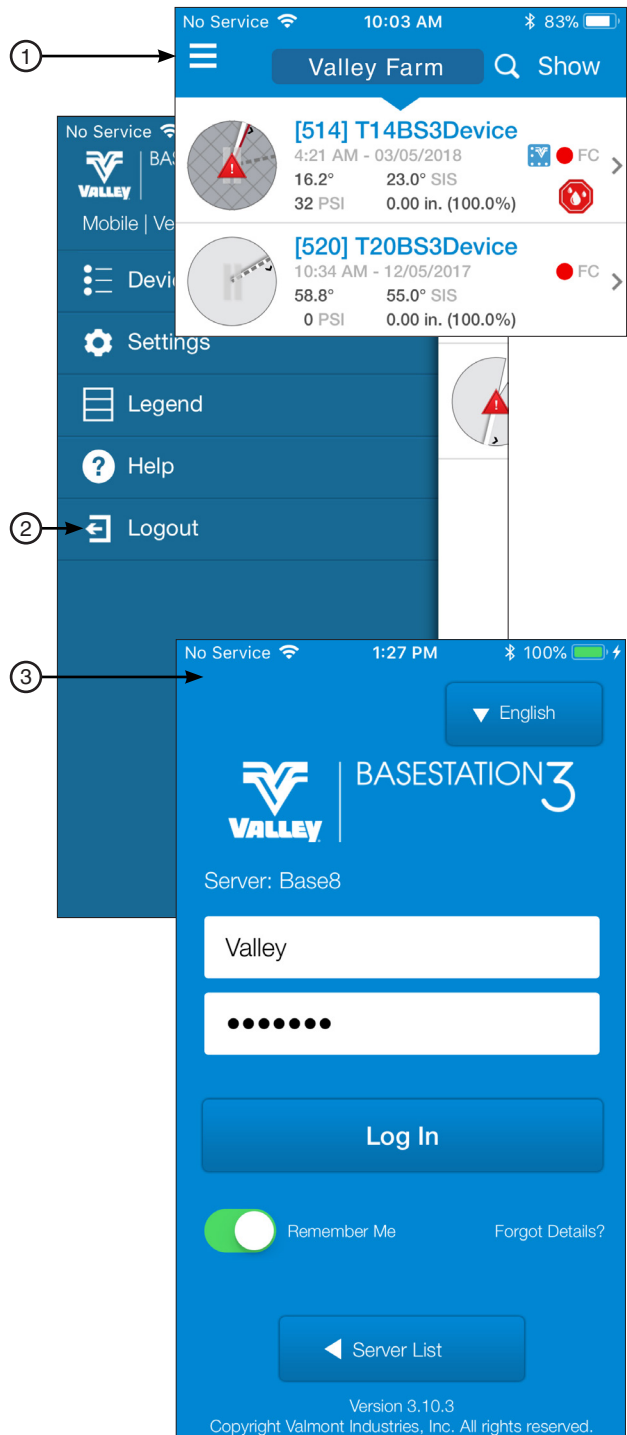 No Service 10:03 AM 83%
1
Valley Farm Show
[514] T14BS3Device
4:21 AM - 03/05/2018 FC
16.2° 23.0° SIS
32 PSI 0.00 in. (100.0%)
[520] T20BS3Device
10:34 AM - 12/05/2017 FC
58.8° 55.0° SIS
0 PSI 0.00 in. (100.0%)
No Service
VALLEY
Mobile
Settings
Legend
? Help
2
Logout
No Service 1:27 PM 100%
3
English
VALLEY BASESTATION3
Server: Base8
Valley
Log In
Remember Me Forgot Details?
Server List
Version 3.10.3
Copyright Valmont Industries, Inc. All rights reserved.